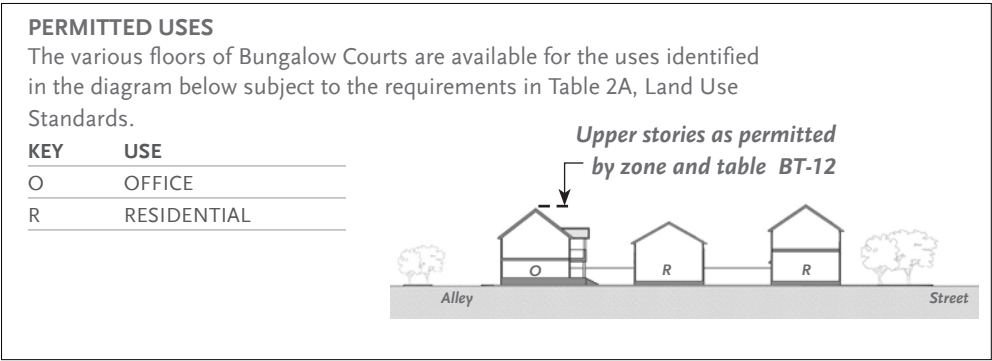 PERMITTED USES
The various floors of Bungalow Courts are available for the uses identified
in the diagram below subject to the requirements in Table 2A, Land Use
Standards.
KEY USE
O OFFICE
R RESIDENTIAL
Upper stories as permitted
by zone and table BT-12
O R R
Alley Street